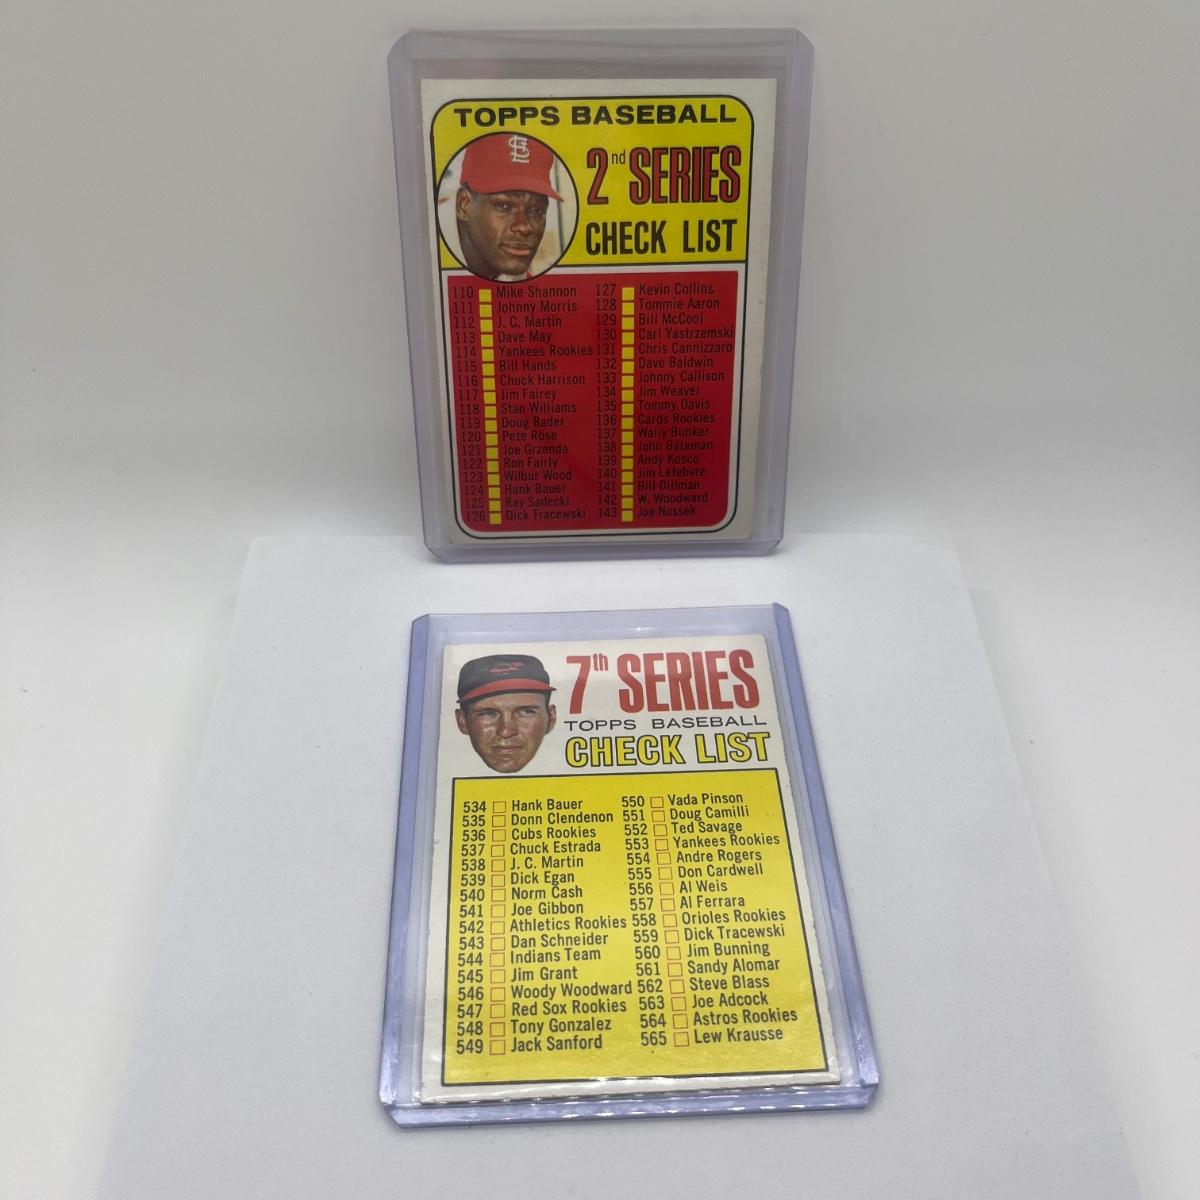 TOPPS BASEBALL
2nd SERIES
CHECK LIST
110 Mike Shannon
111 Johnny Morris
112 J. C. Martin
113 Dave May
114 Yankees Rookies
115 Bill Hands
116 Chuck Harrison
117 Jim Fairey
118 Stan Williams
119 Doug Rader
120 Pete Rose
121 Joe Grzenda
122 Ron Fairly
123 Wilbur Wood
124 Hank Bauer
125 Ray Sadecki
126 Dick Tracewski
127 Kevin Collins
128 Tommie Aaron
129 Bill McCool
130 Carl Yastrzemski
131 Chris Cannizzaro
132 Dave Baldwin
133 Johnny Callison
134 Jim Weaver
135 Tommy Davis
136 Cards Rookies
137 Wally Bunker
138 John Bateman
139 Andy Kosco
140 Jim Lefebvre
141 Bill Dillman
142 W. Woodward
143 Joe Nossek
7th SERIES
TOPPS BASEBALL
CHECK LIST
534 Hank Bauer
535 Donn Clendenon
536 Cubs Rookies
537 Chuck Estrada
538 J. C. Martin
539 Dick Egan
540 Norm Cash
541 Joe Gibbon
542 Athletics Rookies
543 Dan Schneider
544 Indians Team
545 Jim Grant
546 Woody Woodward
547 Red Sox Rookies
548 Tony Gonzalez
549 Jack Sanford
550 Vada Pinson
551 Doug Camilli
552 Ted Savage
553 Yankees Rookies
554 Andre Rogers
555 Don Cardwell
556 Al Weis
557 Al Ferrara
558 Orioles Rookies
559 Dick Tracewski
560 Jim Bunning
561 Sandy Alomar
562 Steve Blass
563 Joe Adcock
564 Astros Rookies
565 Lew Krausse